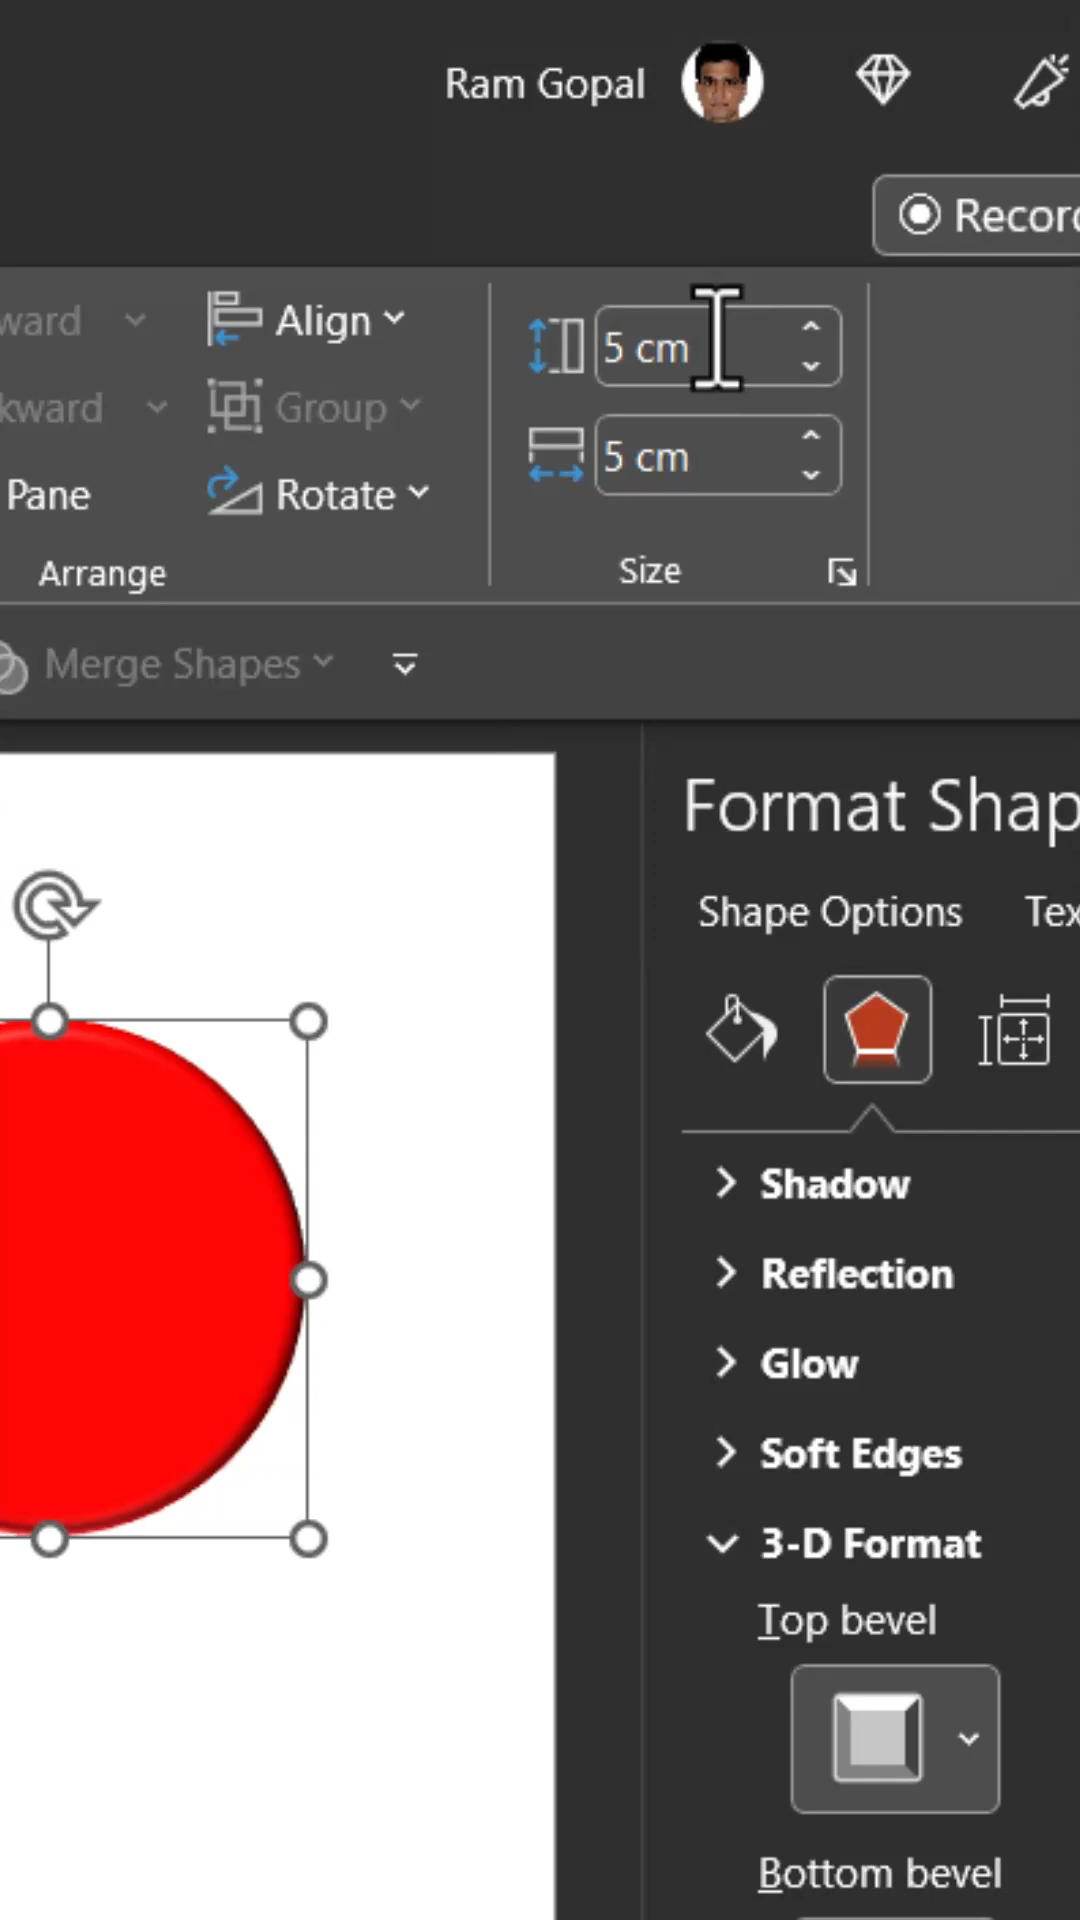 Ram Gopal
Record
ward
Align
5 cm
kward
Group
5 cm
Pane
Rotate
Arrange
Size
Merge Shapes
Format Shap
Shape Options
Tex
Shadow
Reflection
Glow
Soft Edges
3-D Format
Top bevel
Bottom bevel